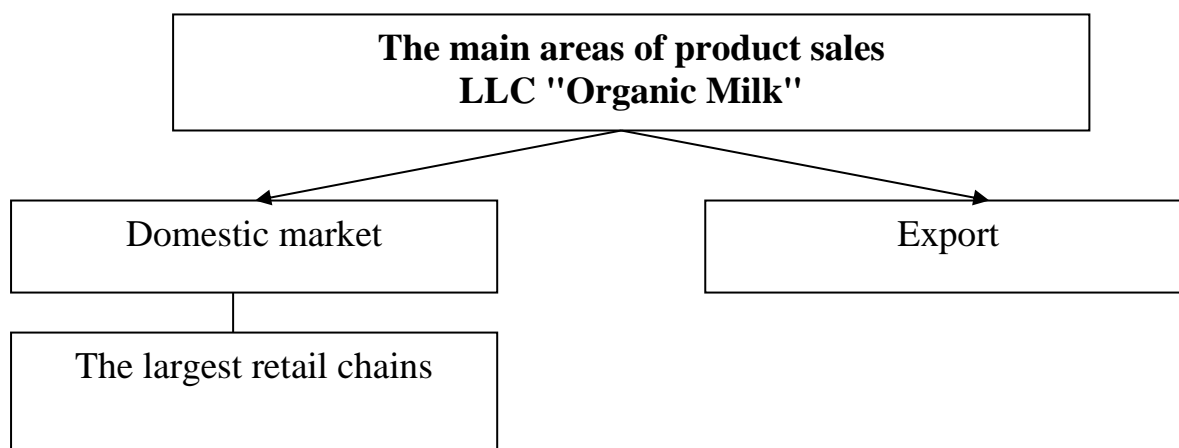 The main areas of product sales
LLC "Organic Milk"
Domestic market
Export
The largest retail chains